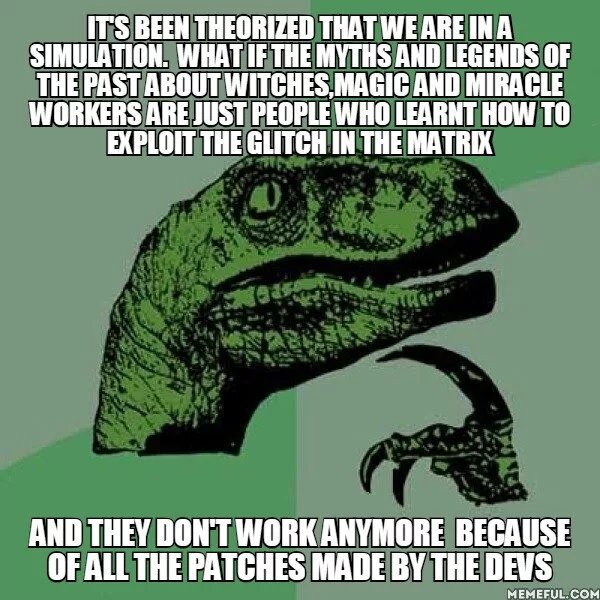 IT'S BEEN THEORIZED THAT WE ARE IN A
SIMULATION. WHAT IF THE MYTHS AND LEGENDS OF
THE PAST ABOUT WITCHES,MAGIC AND MIRACLE
WORKERS ARE JUST PEOPLE WHO LEARNT HOW TO
EXPLOIT THE GLITCH IN THE MATRIX
AND THEY DON'T WORK ANYMORE BECAUSE
OF ALL THE PATCHES MADE BY THE DEVS
MEMEFUL.COM